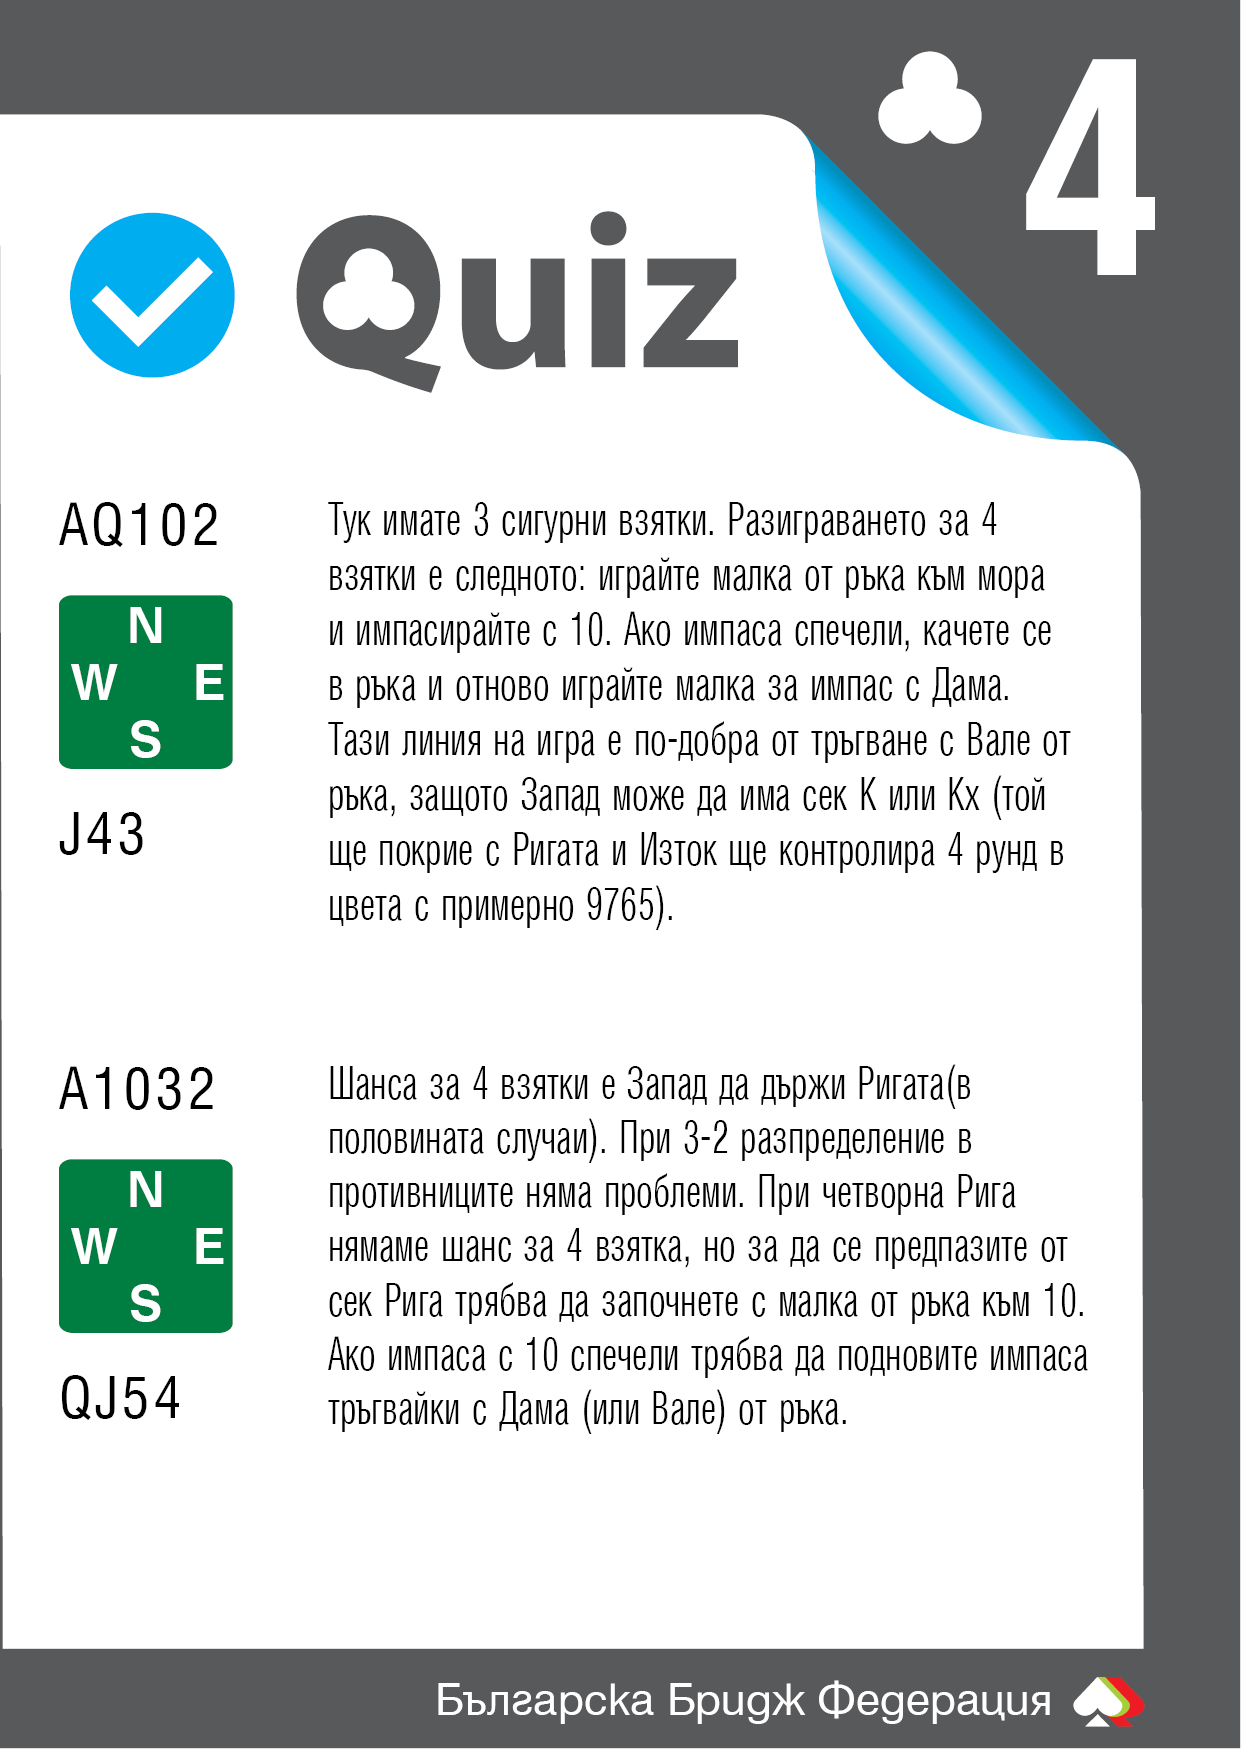 4
Quiz
AQ102
N
W E
S
J43
Тук имате 3 сигурни взятки. Разиграването за 4
взятки е следното: играйте малка от ръка към мора
и импасирайте с 10. Ако импаса спечели, качете се
в ръка и отново играйте малка за импас с Дама.
Тази линия на игра е по-добра от тръгване с Вале от
ръка, защото Запад може да има сек K или Kx (той
ще покрие с Ригата и Изток ще контролира 4 рунд в
цвета с примерно 9765).
A1032
N
W E
S
QJ54
Шанса за 4 взятки е Запад да държи Ригата(в
половината случаи). При 3-2 разпределение в
противниците няма проблеми. При четворна Рига
нямаме шанс за 4 взятка, но за да се предпазите от
сек Рига трябва да започнете с малка от ръка към 10.
Ако импаса с 10 спечели трябва да подновите импаса
тръгвайки с Дама (или Вале) от ръка.
Българска Бридж Федерация